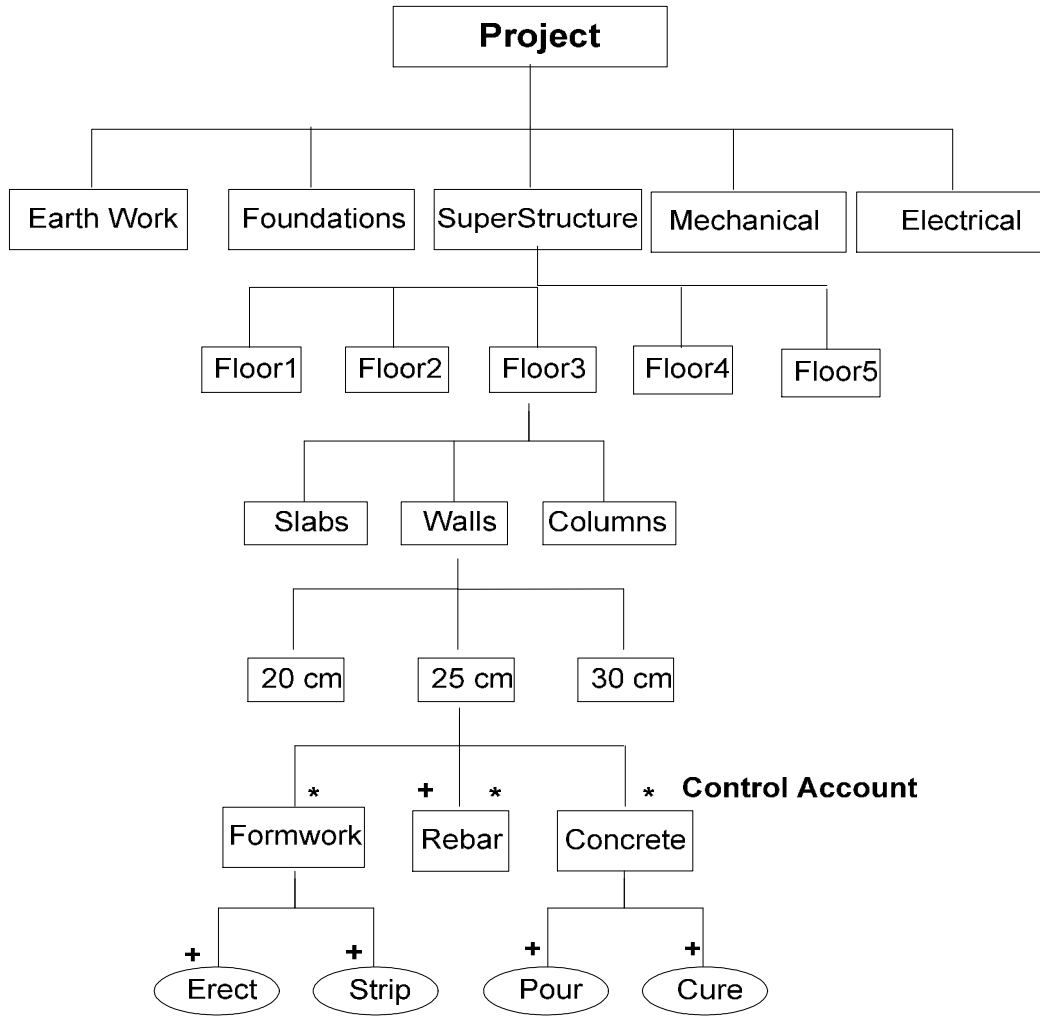 Project
Earth Work Foundations SuperStructure Mechanical Electrical
Floor1 Floor2 Floor3 Floor4 Floor5
Slabs Walls Columns
20 cm 25 cm 30 cm
* + * * Control Account
Formwork Rebar Concrete
+ + + +
Erect Strip Pour Cure